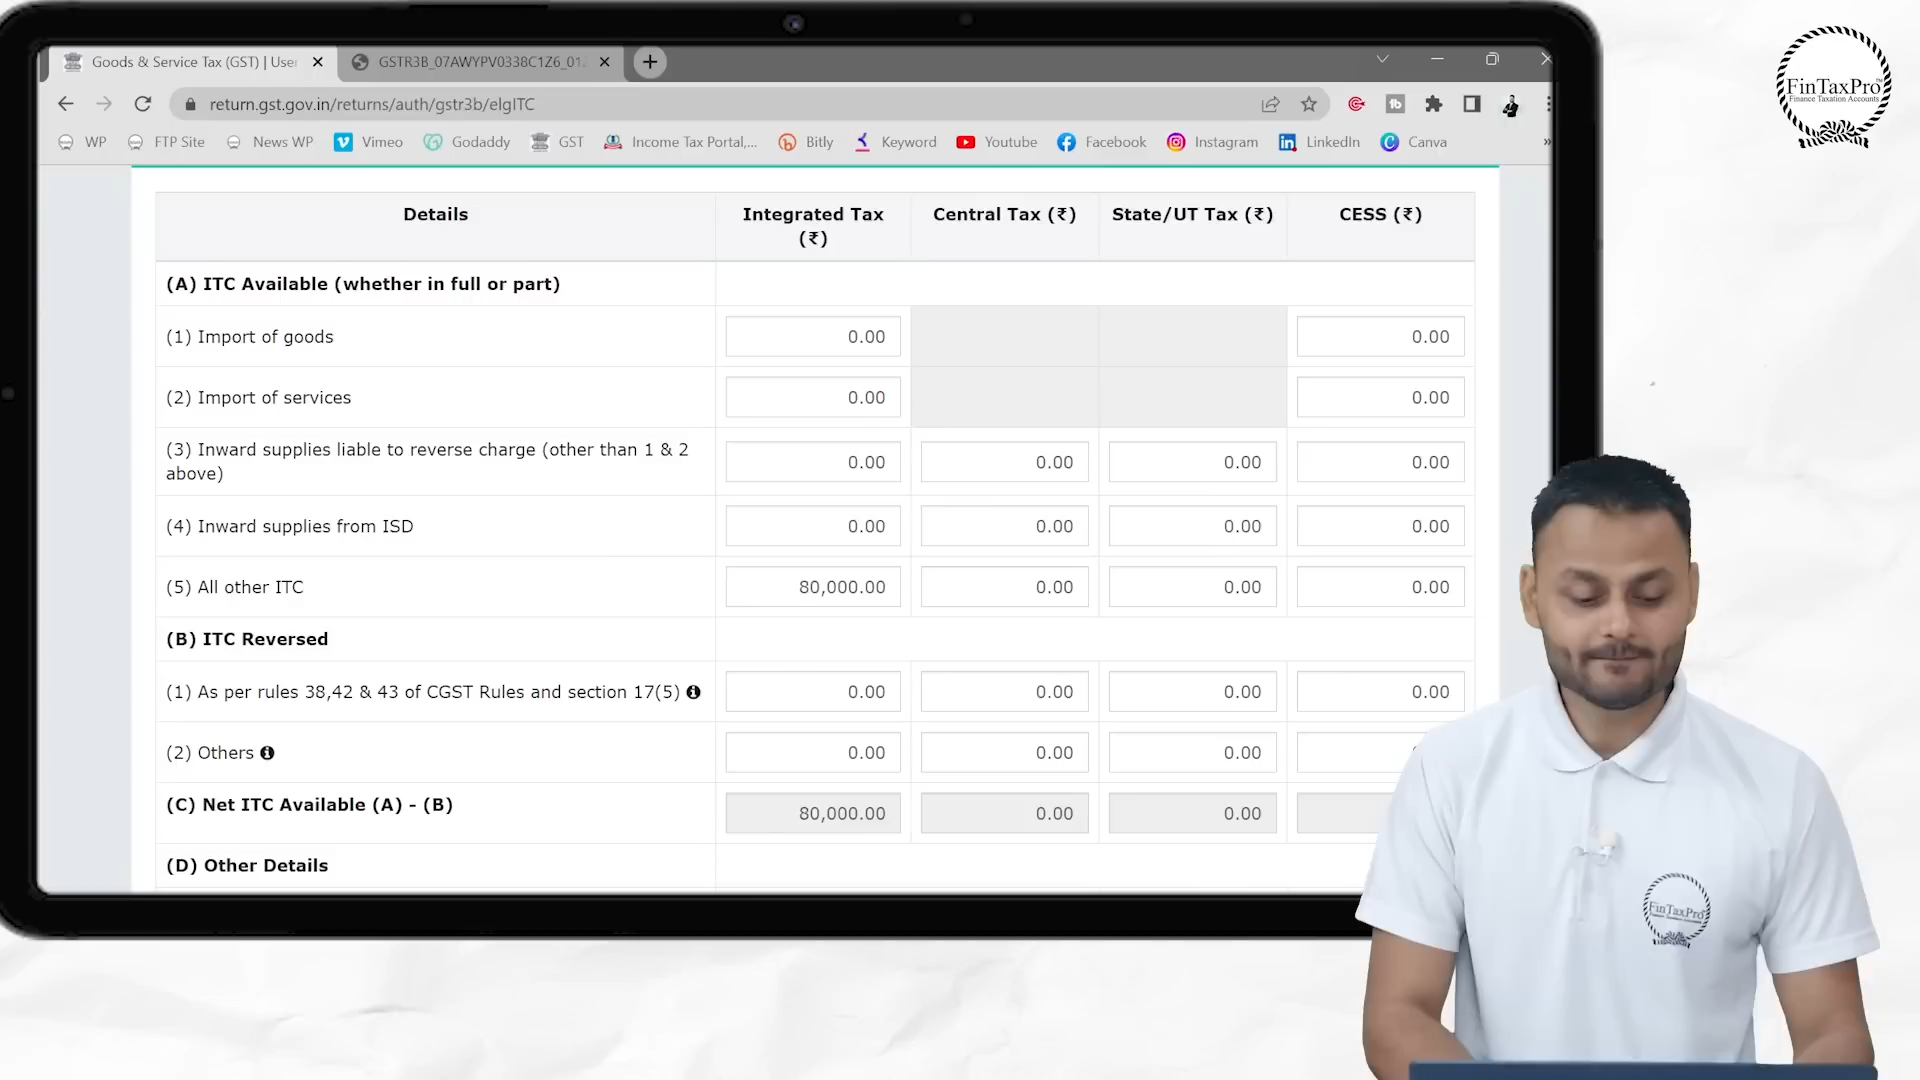 Goods & Service Tax (GST) | User
GSTR3B_07AWYPV0338C1Z6_012
return.gst.gov.in/returns/auth/gstr3b/elgITC
WP FTP Site News WP Vimeo Godaddy GST Income Tax Portal,... Bitly Keyword Youtube Facebook Instagram LinkedIn Canva »
FinTaxPro
Finance Taxation Accounts
Details Integrated Tax (₹) Central Tax (₹) State/UT Tax (₹) CESS (₹)
(A) ITC Available (whether in full or part)
(1) Import of goods 0.00 0.00
(2) Import of services 0.00 0.00
(3) Inward supplies liable to reverse charge (other than 1 & 2 above) 0.00 0.00 0.00 0.00
(4) Inward supplies from ISD 0.00 0.00 0.00 0.00
(5) All other ITC 80,000.00 0.00 0.00 0.00
(B) ITC Reversed
(1) As per rules 38,42 & 43 of CGST Rules and section 17(5) 0.00 0.00 0.00 0.00
(2) Others 0.00 0.00 0.00
(C) Net ITC Available (A) - (B) 80,000.00 0.00 0.00
(D) Other Details
FinTaxPro